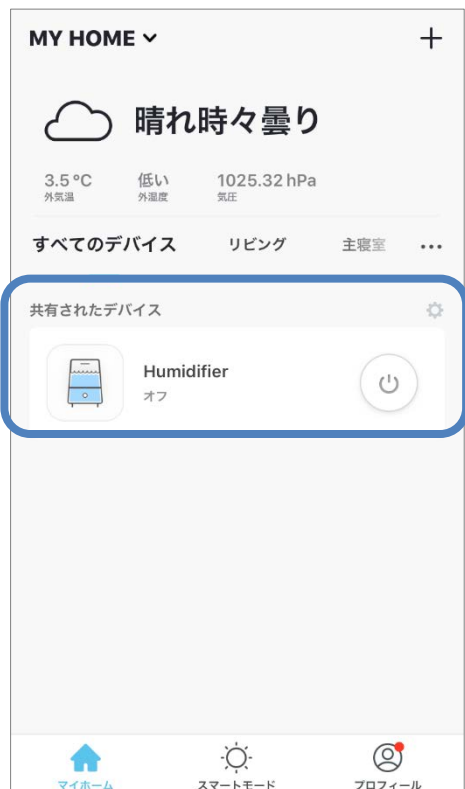 MY HOME
晴れ時々曇り
3.5 °C 低い 1025.32 hPa
外気温 外湿度 気圧
すべてのデバイス リビング 主寝室
共有されたデバイス
Humidifier
オフ
マイホーム スマートモード プロフィール